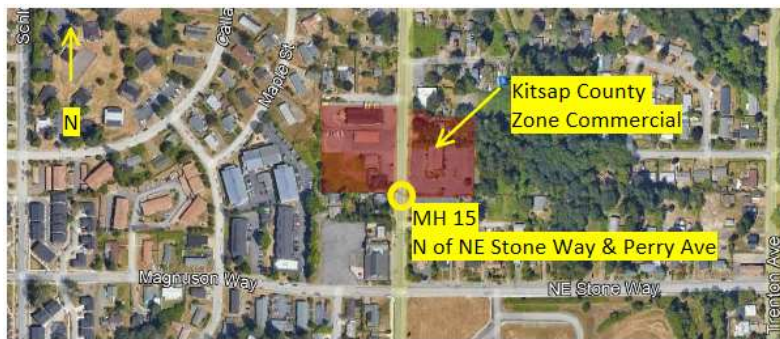 N
Maple St
Kitsap County
Zone Commercial
MH 15
N of NE Stone Way & Perry Ave
Magnuson Way
NE Stone Way
Trenton Ave